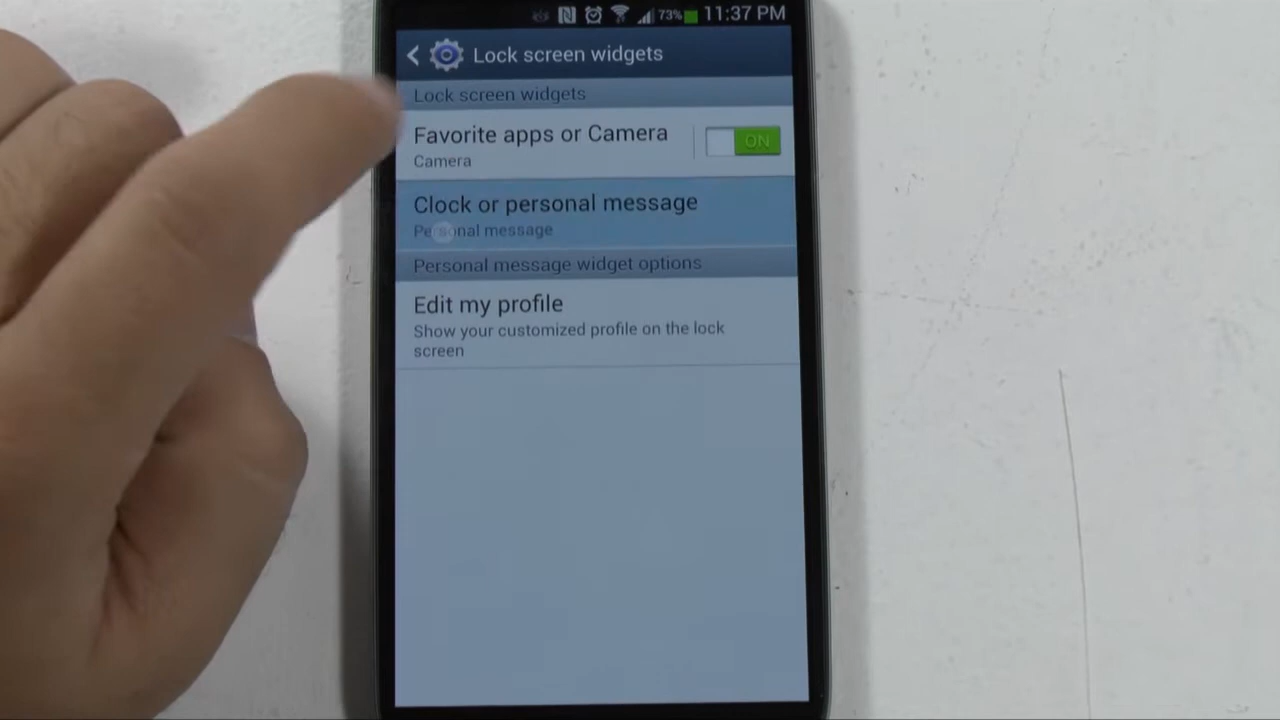 73% 11:37 PM
Lock screen widgets
Lock screen widgets
Favorite apps or Camera
Camera
ON
Clock or personal message
Personal message
Personal message widget options
Edit my profile
Show your customized profile on the lock
screen